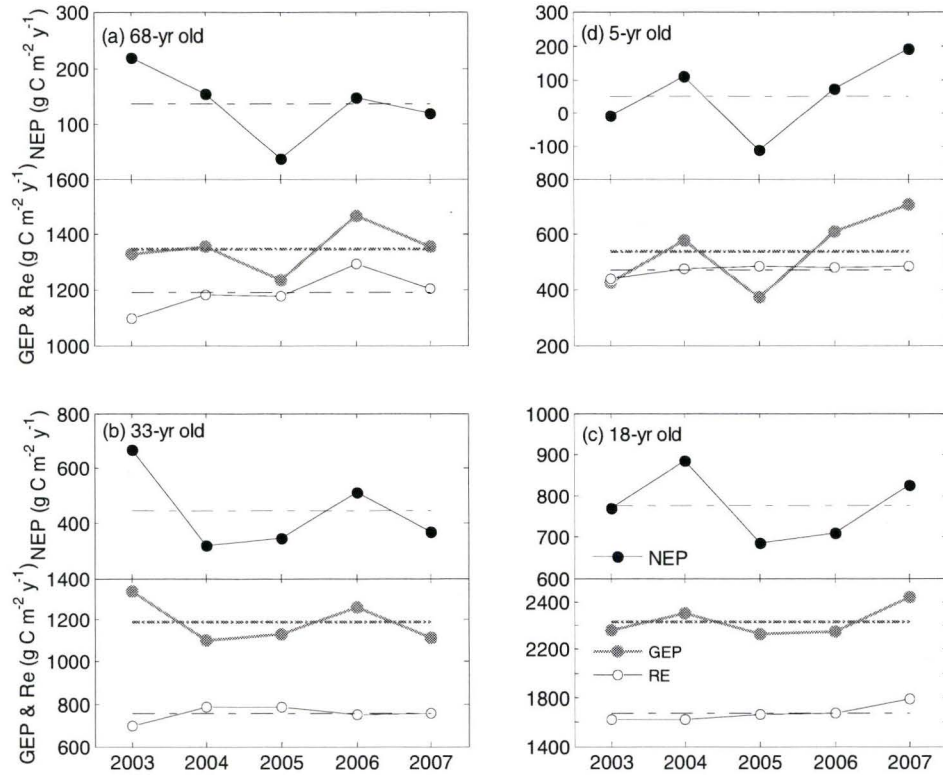 (a) 68-yr old
300
200
100
1600
1400
1200
1000
NEP (g C m-2 y-1)
GEP & Re (g C m-2 y-1)
(d) 5-yr old
300
200
100
0
-100
800
600
400
200
(b) 33-yr old
800
600
400
1400
1200
1000
800
600
NEP (g C m-2 y-1)
GEP & Re (g C m-2 y-1)
2003 2004 2005 2006 2007
(c) 18-yr old
1000
900
800
700
600
2400
2200
1800
1400
NEP
GEP
RE
2003 2004 2005 2006 2007